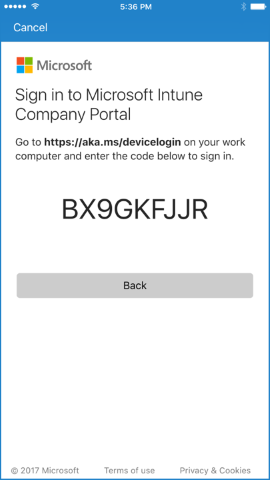 5:36 PM
Cancel
Microsoft
Sign in to Microsoft Intune
Company Portal
Go to https://aka.ms/devicelogin on your work
computer and enter the code below to sign in.
BX9GKFJJR
Back
© 2017 Microsoft Terms of use Privacy & Cookies